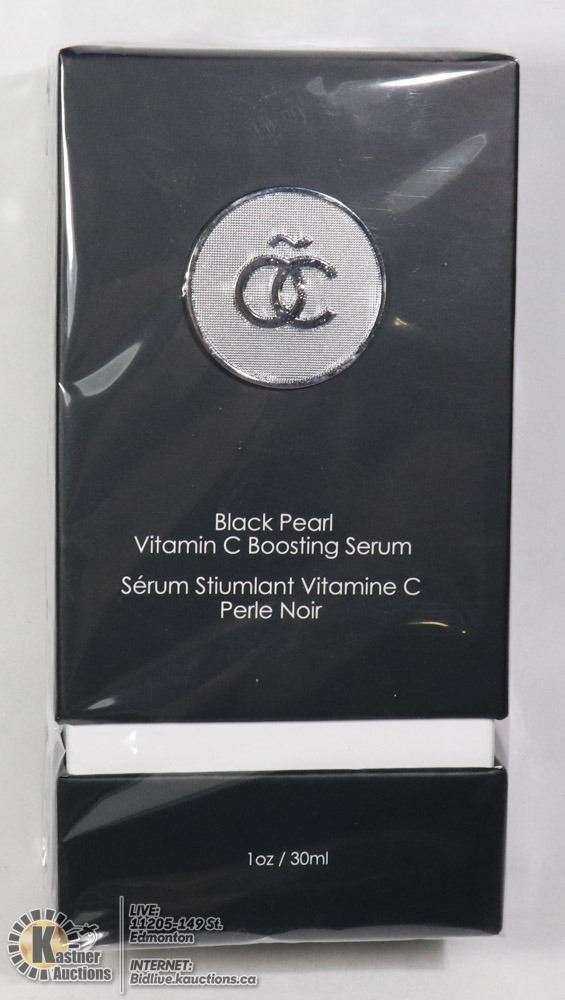 ÕC
Black Pearl
Vitamin C Boosting Serum
Sérum Stiumlant Vitamine C
Perle Noir
1oz / 30ml
Kastner
Auctions
LIVE:
11205-149 St.
Edmonton
INTERNET:
Bidlive.kauctions.ca